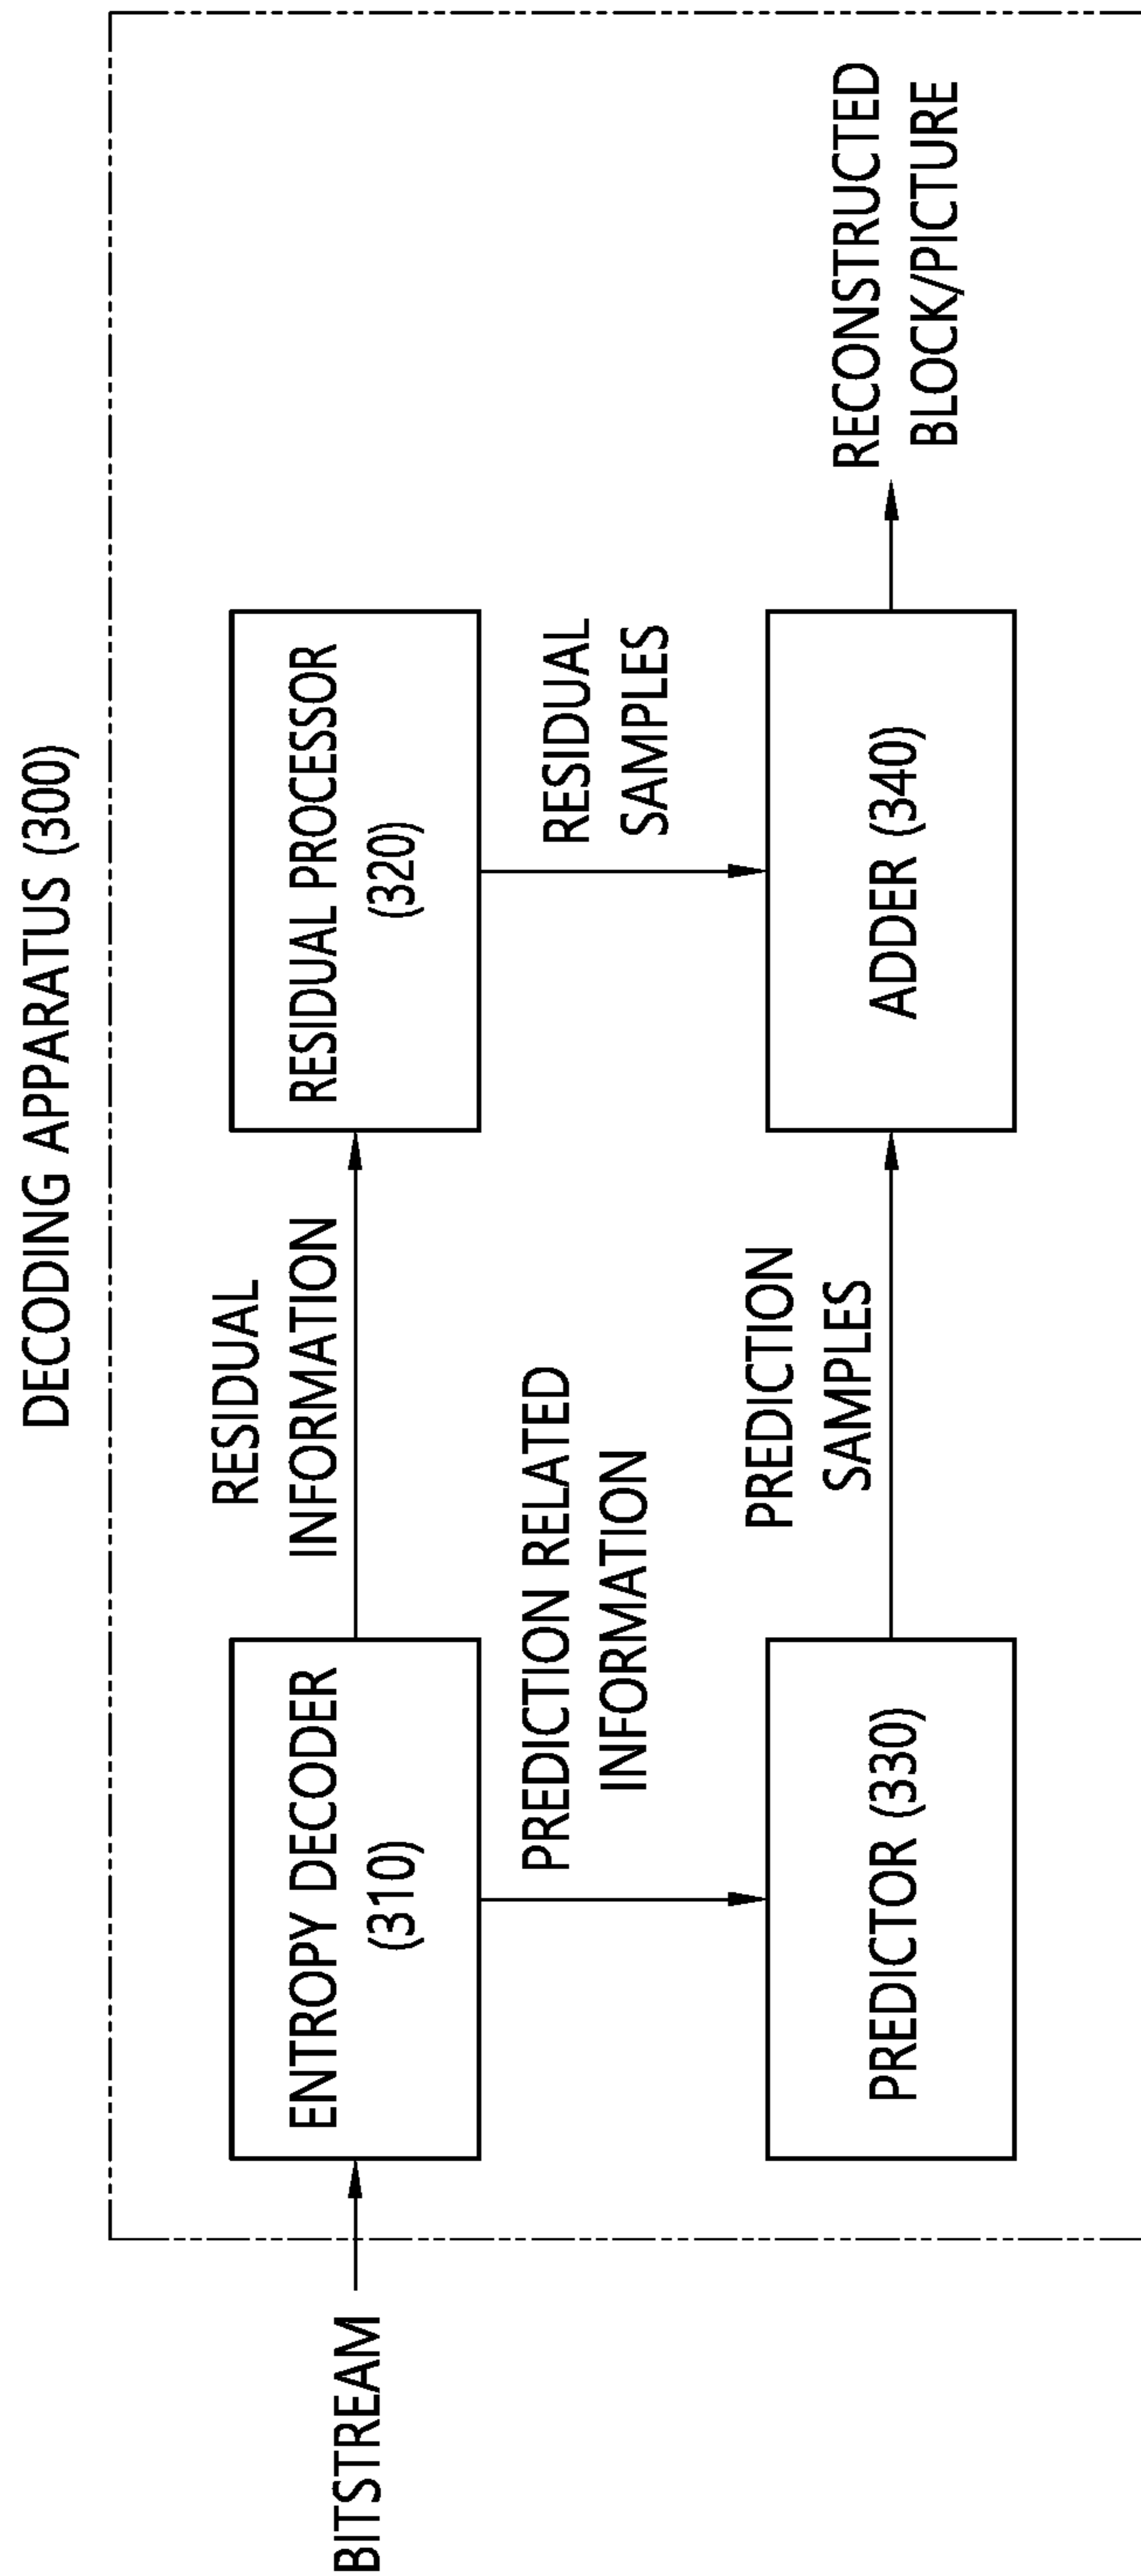 DECODING APPARATUS (300)
BITSTREAM
ENTROPY DECODER
(310)
RESIDUAL
INFORMATION
RESIDUAL PROCESSOR
(320)
PREDICTION RELATED
INFORMATION
RESIDUAL
SAMPLES
PREDICTOR (330)
PREDICTION
SAMPLES
ADDER (340)
RECONSTRUCTED
BLOCK/PICTURE